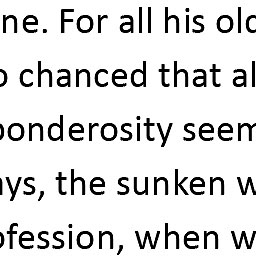 ne. For all his old
o chanced that al
ponderosity seem
ays, the sunken w
ofession, when w